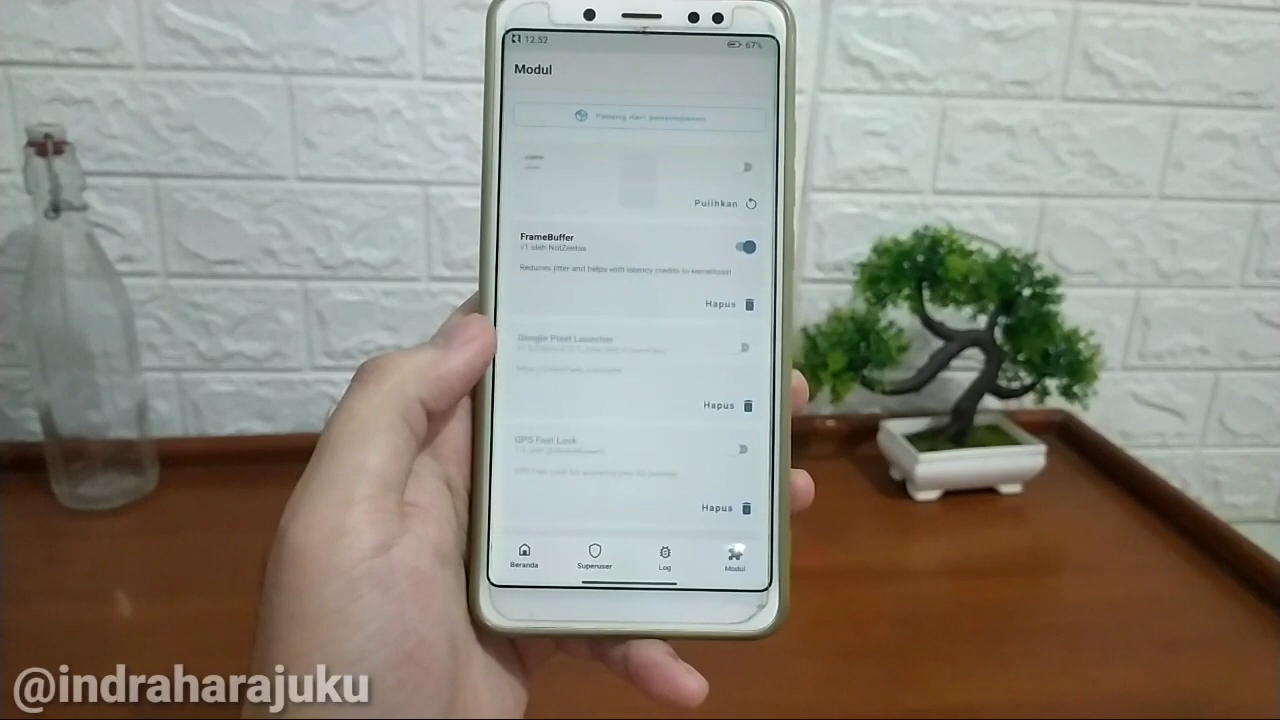 12.52
67%
Modul
Pasang dari penyimpanan
Pulihkan
FrameBuffer
v1 oleh NotZeetaa
Reduces jitter and helps with latency credits to kerneltoast
Hapus
Google Pixel Launcher
Hapus
GPS Fast Lock
Hapus
Beranda
Superuser
Log
Modul
@indraharajuku